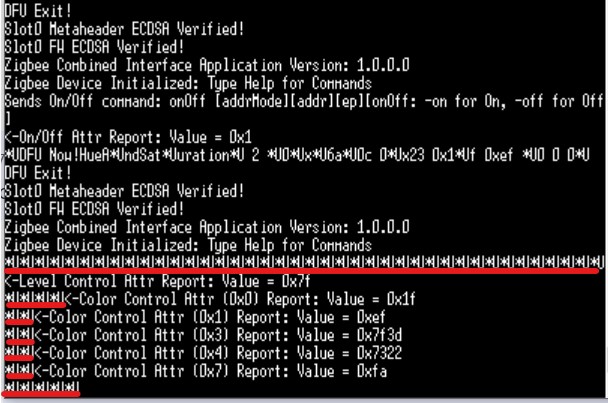 DFU Exit!
Slot0 Metaheader ECDSA Verified!
Slot0 FW ECDSA Verified!
Zigbee Combined Interface Application Version: 1.0.0.0
Zigbee Device Initialized: Type Help for Commands
Sends On/Off command: onOff [addrMode][addr][ep][onOff: -on for On, -off for Off
]
<-On/Off Attr Report: Value = 0x1
*UDFU Now!HueA*UndSat*Uuration*U 2 *U0*Ux*U6a*U0c 0*Ux23 0x1*Uf 0xef *U0 0 0*U
DFU Exit!
Slot0 Metaheader ECDSA Verified!
Slot0 FW ECDSA Verified!
Zigbee Combined Interface Application Version: 1.0.0.0
Zigbee Device Initialized: Type Help for Commands
<-Level Control Attr Report: Value = 0x7f
<-Color Control Attr (0x0) Report: Value = 0x1f
<-Color Control Attr (0x1) Report: Value = 0xef
<-Color Control Attr (0x3) Report: Value = 0x7f3d
<-Color Control Attr (0x4) Report: Value = 0x7322
<-Color Control Attr (0x7) Report: Value = 0xfa